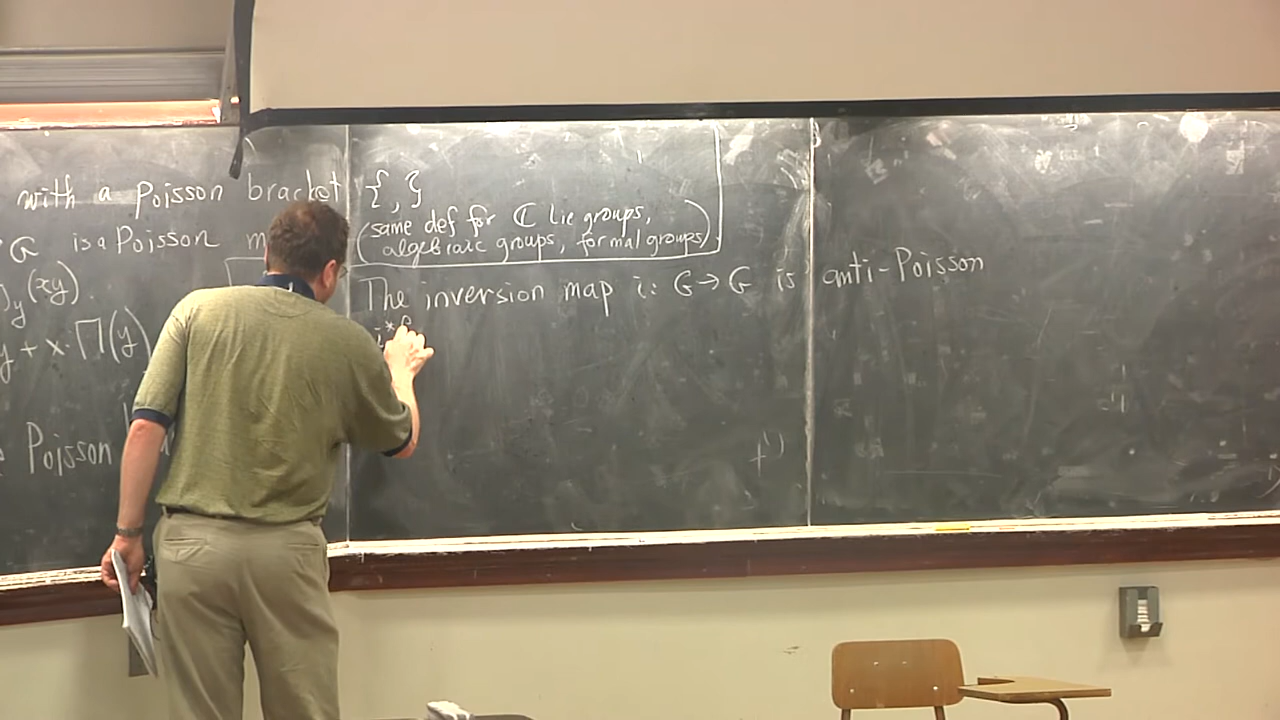 with a Poisson bracket { , }
(same def for ℂ Lie groups,
algebraic groups, formal groups)
G is a Poisson
y (xy).
y + x·Π(y)
Poisson
The inversion map i: G→G is anti-Poisson
i*